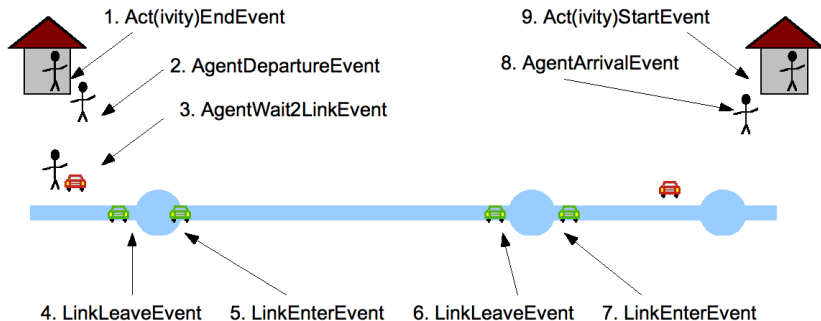 1. Act(ivity)EndEvent
2. AgentDepartureEvent
3. AgentWait2LinkEvent
9. Act(ivity)StartEvent
8. AgentArrivalEvent
4. LinkLeaveEvent
5. LinkEnterEvent
6. LinkLeaveEvent
7. LinkEnterEvent